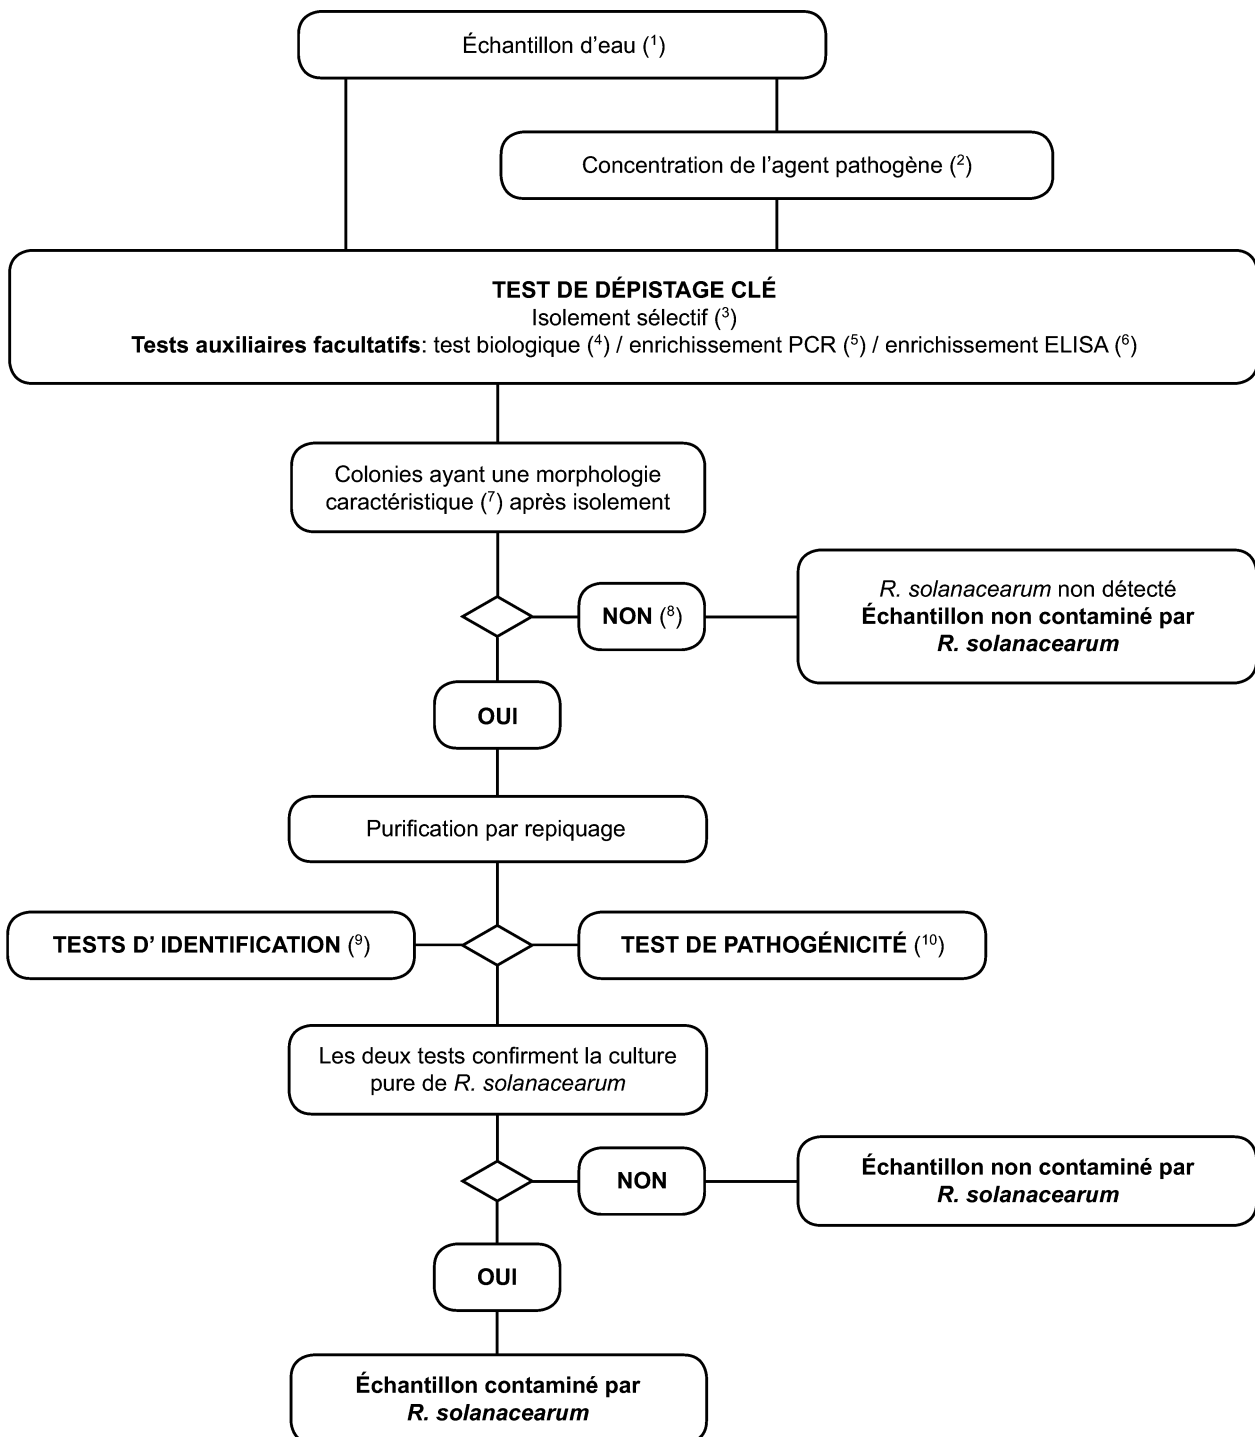 Échantillon d’eau (¹)
Concentration de l’agent pathogène (²)
TEST DE DÉPISTAGE CLÉ
Isolement sélectif (³)
Tests auxiliaires facultatifs: test biologique (⁴) / enrichissement PCR (⁵) / enrichissement ELISA (⁶)
Colonies ayant une morphologie
caractéristique (⁷) après isolement
NON (⁸)
R. solanacearum non détecté
Échantillon non contaminé par
R. solanacearum
OUI
Purification par repiquage
TESTS D’ IDENTIFICATION (⁹)
TEST DE PATHOGÉNICITÉ (¹⁰)
Les deux tests confirment la culture
pure de R. solanacearum
NON
Échantillon non contaminé par
R. solanacearum
OUI
Échantillon contaminé par
R. solanacearum